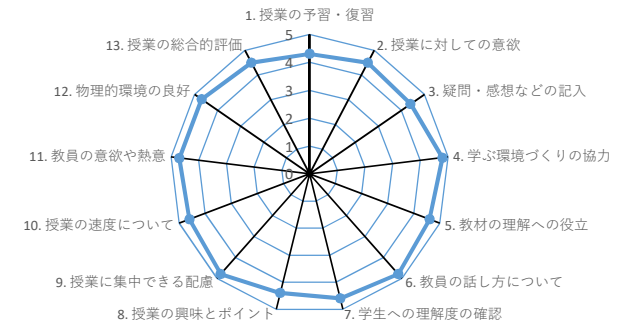 1. 授業の予習・復習
2. 授業に対しての意欲
3. 疑問・感想などの記入
4. 学ぶ環境づくりの協力
5. 教材の理解への役立
6. 教員の話し方について
7. 学生への理解度の確認
8. 授業の興味とポイント
9. 授業に集中できる配慮
10. 授業の速度について
11. 教員の意欲や熱意
12. 物理的環境の良好
13. 授業の総合的評価
5
4
3
2
1
0